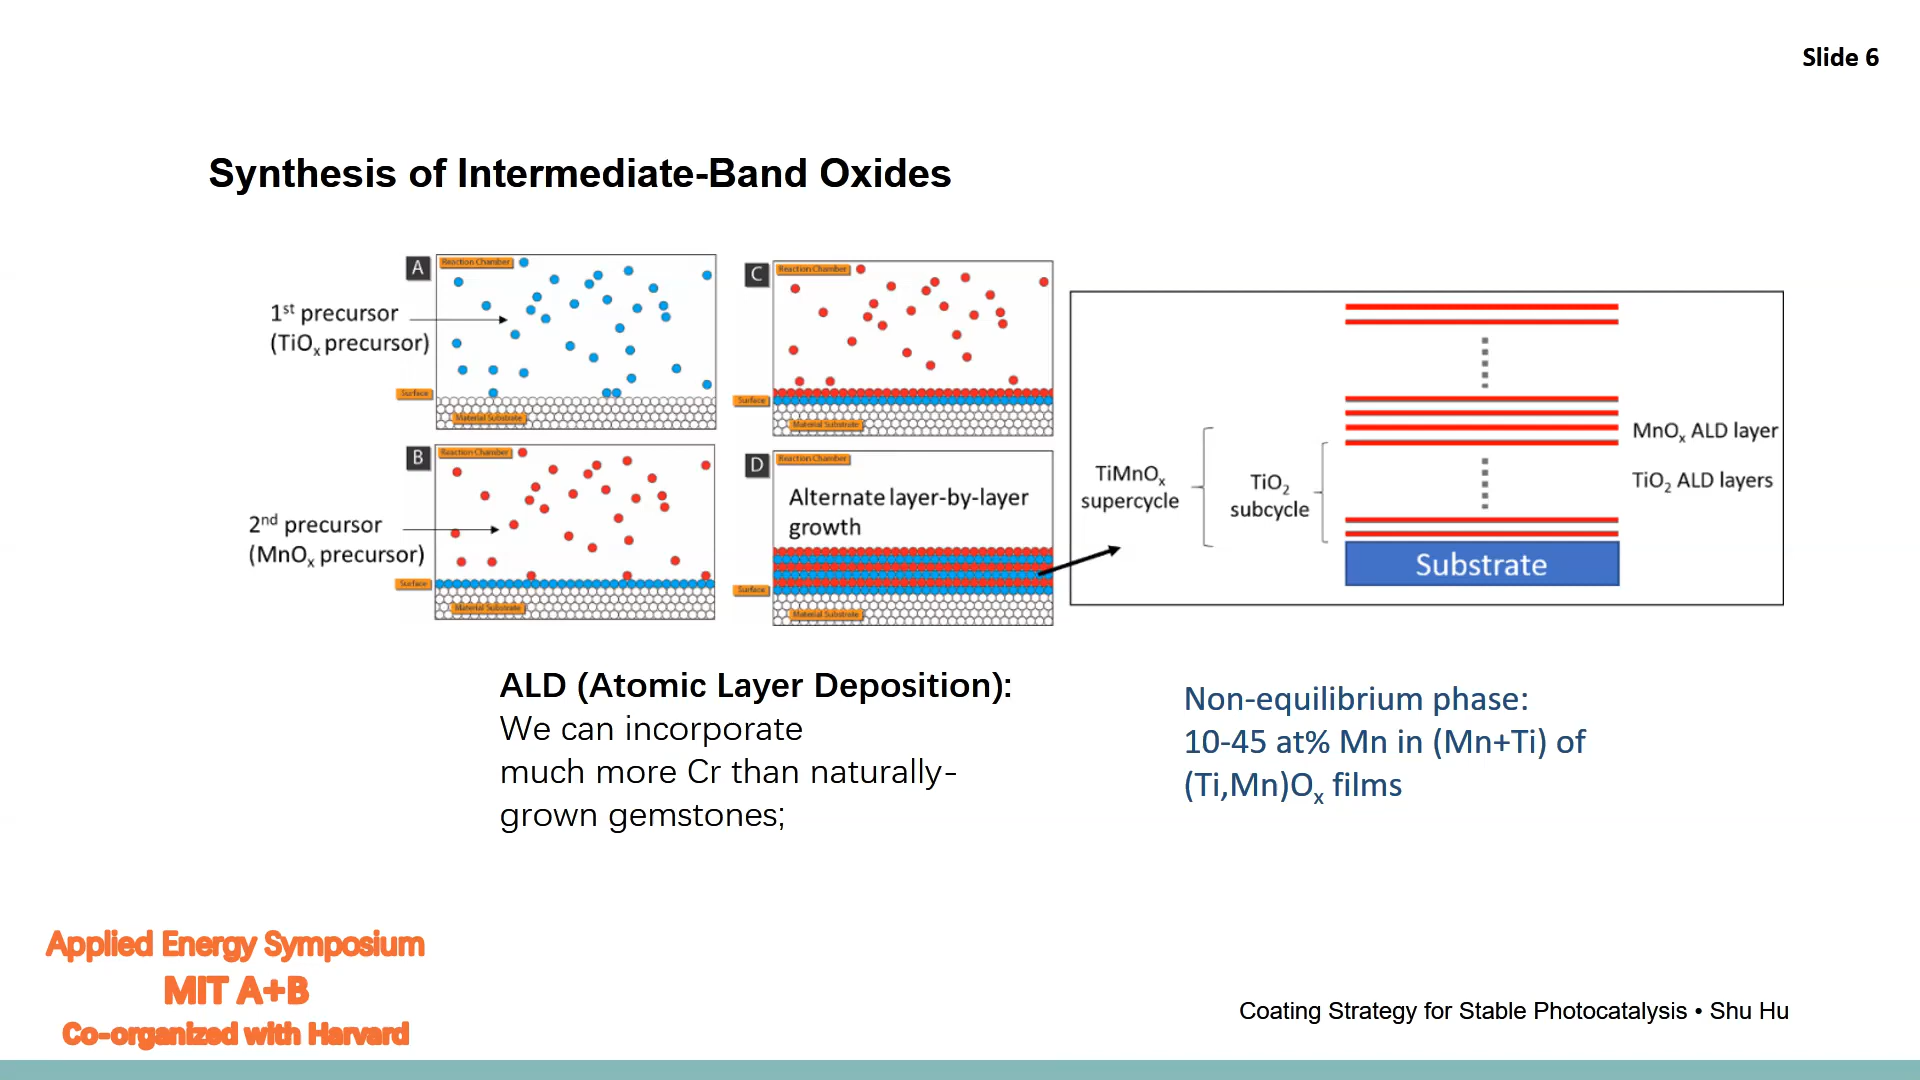 Slide 6
Synthesis of Intermediate-Band Oxides
A
Reaction Chamber
1st precursor
(TiOx precursor)
Surface
Material Substrate
B
Reaction Chamber
2nd precursor
(MnOx precursor)
Surface
Material Substrate
C
Reaction Chamber
Surface
Material Substrate
D
Reaction Chamber
Alternate layer-by-layer
growth
Surface
Material Substrate
TiMnOx
supercycle
TiO2
subcycle
MnOx ALD layer
TiO2 ALD layers
Substrate
ALD (Atomic Layer Deposition):
We can incorporate
much more Cr than naturally-
grown gemstones;
Non-equilibrium phase:
10-45 at% Mn in (Mn+Ti) of
(Ti,Mn)Ox films
Applied Energy Symposium
MIT A+B
Co-organized with Harvard
Coating Strategy for Stable Photocatalysis • Shu Hu